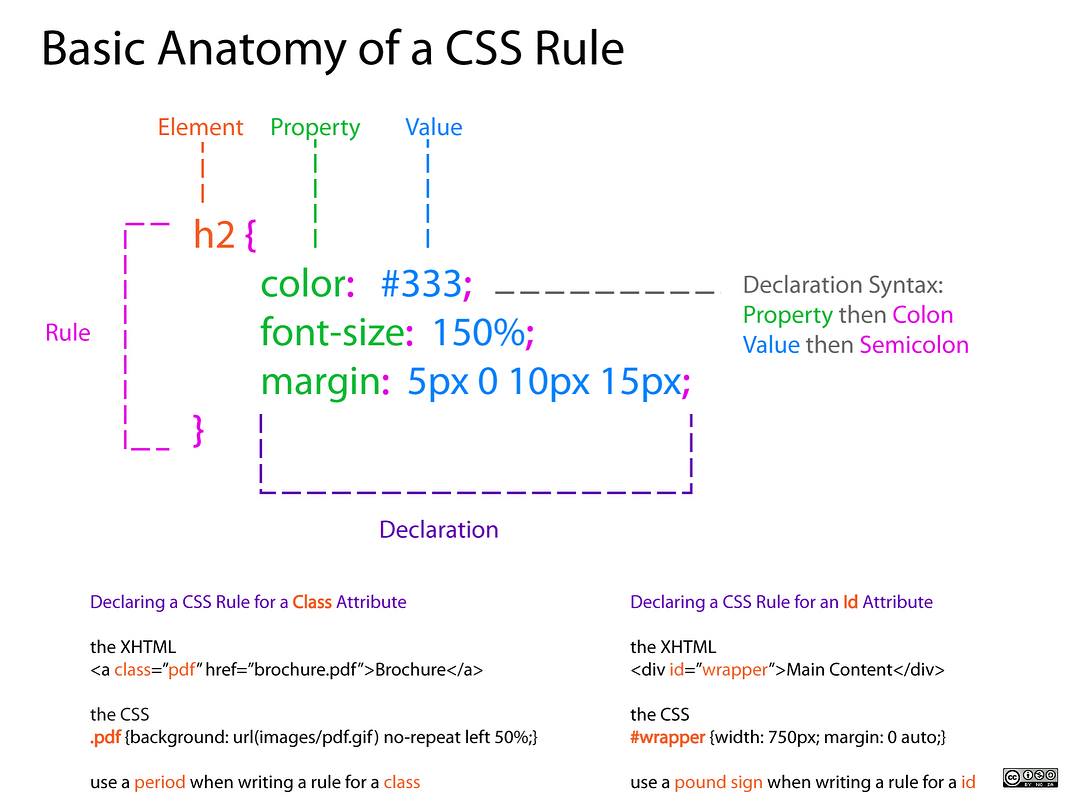 Basic Anatomy of a CSS Rule
Element Property Value
h2 {
color: #333;
font-size: 150%;
margin: 5px 0 10px 15px;
}
Rule
Declaration Syntax:
Property then Colon
Value then Semicolon
Declaration
Declaring a CSS Rule for a Class Attribute
the XHTML
<a class=”pdf” href=”brochure.pdf”>Brochure</a>
the CSS
.pdf {background: url(images/pdf.gif) no-repeat left 50%;}
use a period when writing a rule for a class
Declaring a CSS Rule for an Id Attribute
the XHTML
<div id=”wrapper”>Main Content</div>
the CSS
#wrapper {width: 750px; margin: 0 auto;}
use a pound sign when writing a rule for a id
cc